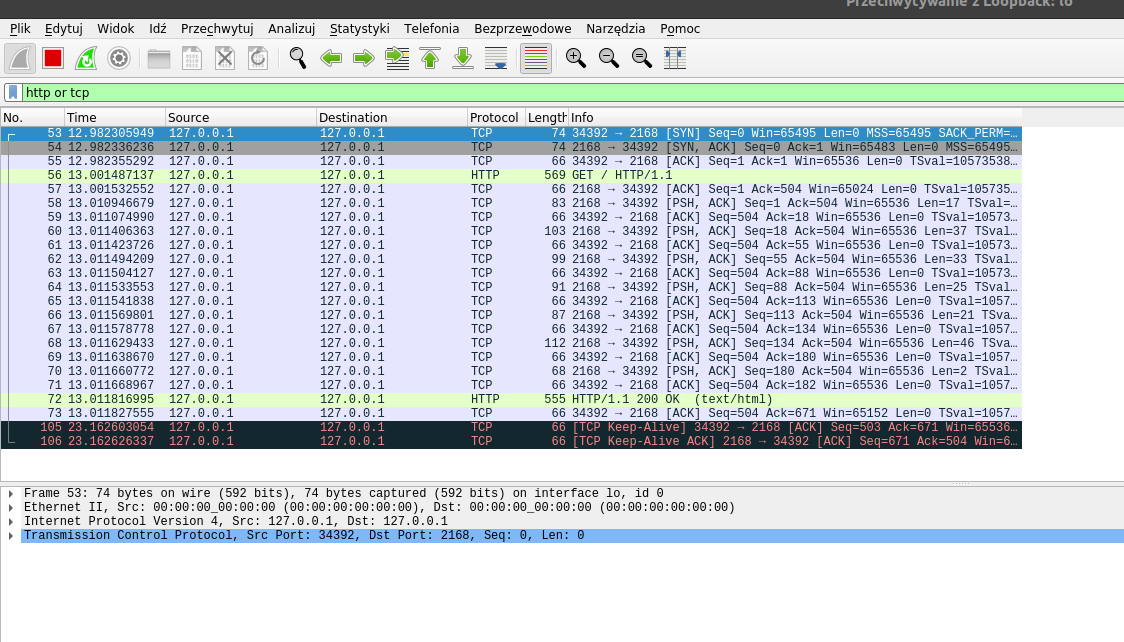 Przechwytywanie z Loopback: lo
Plik Edytuj Widok Idź Przechwytuj Analizuj Statystyki Telefonia Bezprzewodowe Narzędzia Pomoc
http or tcp
No. Time Source Destination Protocol Length Info
53 12.982305949 127.0.0.1 127.0.0.1 TCP 74 34392 → 2168 [SYN] Seq=0 Win=65495 Len=0 MSS=65495 SACK_PERM=…
54 12.982336236 127.0.0.1 127.0.0.1 TCP 74 2168 → 34392 [SYN, ACK] Seq=0 Ack=1 Win=65483 Len=0 MSS=65495…
55 12.982355292 127.0.0.1 127.0.0.1 TCP 66 34392 → 2168 [ACK] Seq=1 Ack=1 Win=65536 Len=0 TSval=10573538…
56 13.001487137 127.0.0.1 127.0.0.1 HTTP 569 GET / HTTP/1.1
57 13.001532552 127.0.0.1 127.0.0.1 TCP 66 2168 → 34392 [ACK] Seq=1 Ack=504 Win=65024 Len=0 TSval=105735…
58 13.010946679 127.0.0.1 127.0.0.1 TCP 83 2168 → 34392 [PSH, ACK] Seq=1 Ack=504 Win=65536 Len=17 TSval=…
59 13.011074990 127.0.0.1 127.0.0.1 TCP 66 34392 → 2168 [ACK] Seq=504 Ack=18 Win=65536 Len=0 TSval=10573…
60 13.011406363 127.0.0.1 127.0.0.1 TCP 103 2168 → 34392 [PSH, ACK] Seq=18 Ack=504 Win=65536 Len=37 TSval…
61 13.011423726 127.0.0.1 127.0.0.1 TCP 66 34392 → 2168 [ACK] Seq=504 Ack=55 Win=65536 Len=0 TSval=10573…
62 13.011494209 127.0.0.1 127.0.0.1 TCP 99 2168 → 34392 [PSH, ACK] Seq=55 Ack=504 Win=65536 Len=33 TSval…
63 13.011504127 127.0.0.1 127.0.0.1 TCP 66 34392 → 2168 [ACK] Seq=504 Ack=88 Win=65536 Len=0 TSval=10573…
64 13.011533553 127.0.0.1 127.0.0.1 TCP 91 2168 → 34392 [PSH, ACK] Seq=88 Ack=504 Win=65536 Len=25 TSval…
65 13.011541838 127.0.0.1 127.0.0.1 TCP 66 34392 → 2168 [ACK] Seq=504 Ack=113 Win=65536 Len=0 TSval=1057…
66 13.011569801 127.0.0.1 127.0.0.1 TCP 87 2168 → 34392 [PSH, ACK] Seq=113 Ack=504 Win=65536 Len=21 TSva…
67 13.011578778 127.0.0.1 127.0.0.1 TCP 66 34392 → 2168 [ACK] Seq=504 Ack=134 Win=65536 Len=0 TSval=1057…
68 13.011629433 127.0.0.1 127.0.0.1 TCP 112 2168 → 34392 [PSH, ACK] Seq=134 Ack=504 Win=65536 Len=46 TSva…
69 13.011638670 127.0.0.1 127.0.0.1 TCP 66 34392 → 2168 [ACK] Seq=504 Ack=180 Win=65536 Len=0 TSval=1057…
70 13.011660772 127.0.0.1 127.0.0.1 TCP 68 2168 → 34392 [PSH, ACK] Seq=180 Ack=504 Win=65536 Len=2 TSval…
71 13.011668967 127.0.0.1 127.0.0.1 TCP 66 34392 → 2168 [ACK] Seq=504 Ack=182 Win=65536 Len=0 TSval=1057…
72 13.011816995 127.0.0.1 127.0.0.1 HTTP 555 HTTP/1.1 200 OK (text/html)
73 13.011827555 127.0.0.1 127.0.0.1 TCP 66 34392 → 2168 [ACK] Seq=504 Ack=671 Win=65152 Len=0 TSval=1057…
105 23.162603054 127.0.0.1 127.0.0.1 TCP 66 [TCP Keep-Alive] 34392 → 2168 [ACK] Seq=503 Ack=671 Win=65536…
106 23.162626337 127.0.0.1 127.0.0.1 TCP 66 [TCP Keep-Alive ACK] 2168 → 34392 [ACK] Seq=671 Ack=504 Win=6…
Frame 53: 74 bytes on wire (592 bits), 74 bytes captured (592 bits) on interface lo, id 0
Ethernet II, Src: 00:00:00_00:00:00 (00:00:00:00:00:00), Dst: 00:00:00_00:00:00 (00:00:00:00:00:00)
Internet Protocol Version 4, Src: 127.0.0.1, Dst: 127.0.0.1
Transmission Control Protocol, Src Port: 34392, Dst Port: 2168, Seq: 0, Len: 0